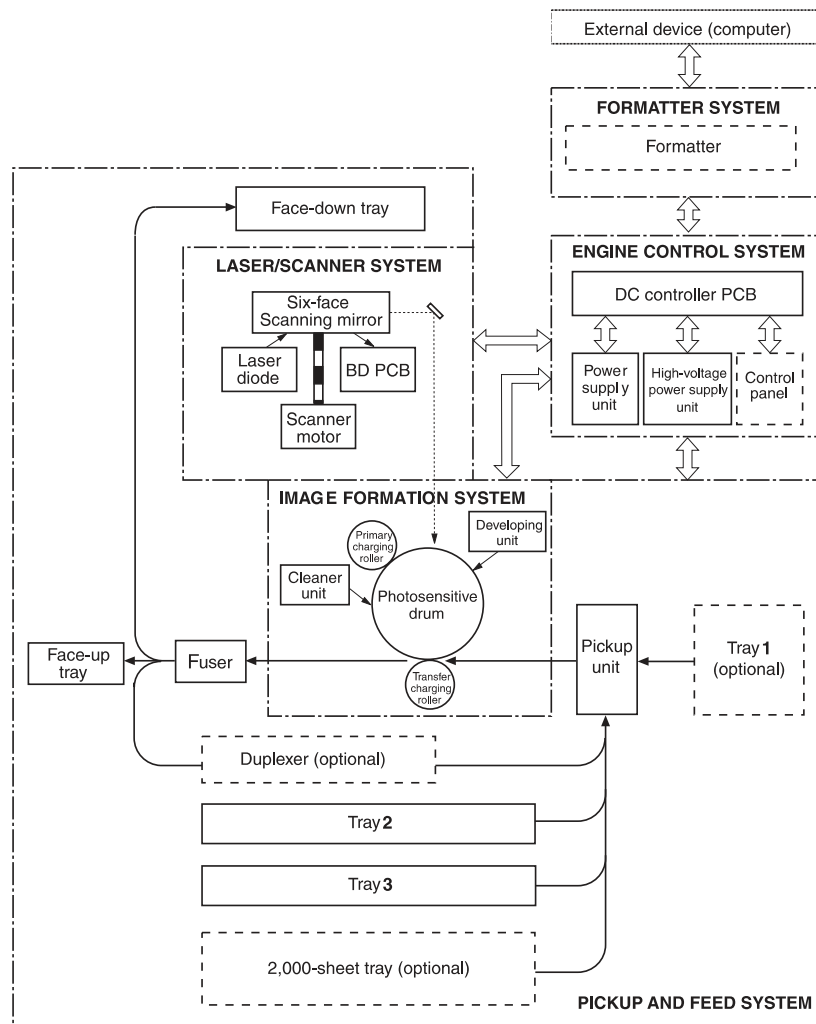 External device (computer)
FORMATTER SYSTEM
Formatter
Face-down tray
LASER/SCANNER SYSTEM
Six-face
Scanning mirror
Laser
diode
BD PCB
Scanner
motor
ENGINE CONTROL SYSTEM
DC controller PCB
Power
supply
unit
High-voltage
power supply
unit
Control
panel
IMAGE FORMATION SYSTEM
Primary
charging
roller
Developing
unit
Cleaner
unit
Photosensitive
drum
Transfer
charging
roller
Face-up
tray
Fuser
Pickup
unit
Tray 1
(optional)
Duplexer (optional)
Tray 2
Tray 3
2,000-sheet tray (optional)
PICKUP AND FEED SYSTEM